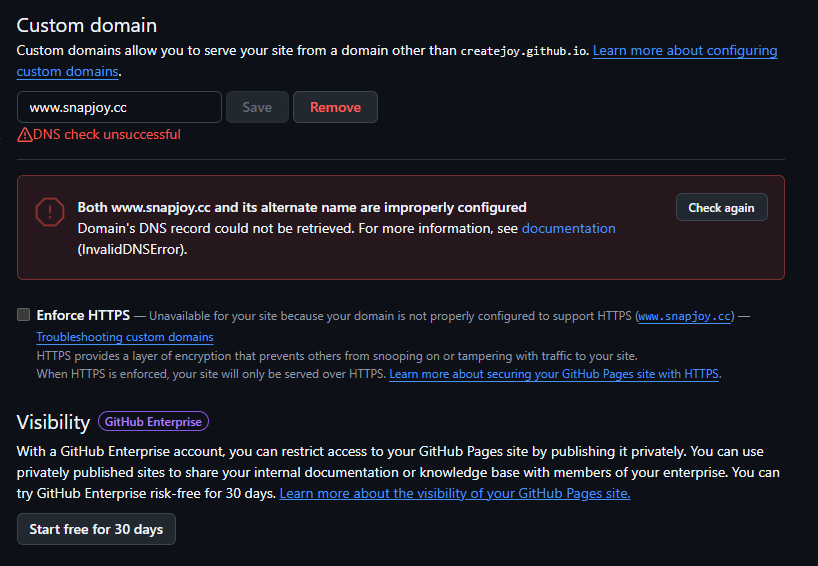 Custom domain
Custom domains allow you to serve your site from a domain other than createjoy.github.io. Learn more about configuring
custom domains.
www.snapjoy.cc Save Remove
DNS check unsuccessful
Both www.snapjoy.cc and its alternate name are improperly configured
Domain's DNS record could not be retrieved. For more information, see documentation
(InvalidDNSError).
Check again
Enforce HTTPS — Unavailable for your site because your domain is not properly configured to support HTTPS (www.snapjoy.cc) —
Troubleshooting custom domains
HTTPS provides a layer of encryption that prevents others from snooping on or tampering with traffic to your site.
When HTTPS is enforced, your site will only be served over HTTPS. Learn more about securing your GitHub Pages site with HTTPS.
Visibility GitHub Enterprise
With a GitHub Enterprise account, you can restrict access to your GitHub Pages site by publishing it privately. You can use
privately published sites to share your internal documentation or knowledge base with members of your enterprise. You can
try GitHub Enterprise risk-free for 30 days. Learn more about the visibility of your GitHub Pages site.
Start free for 30 days